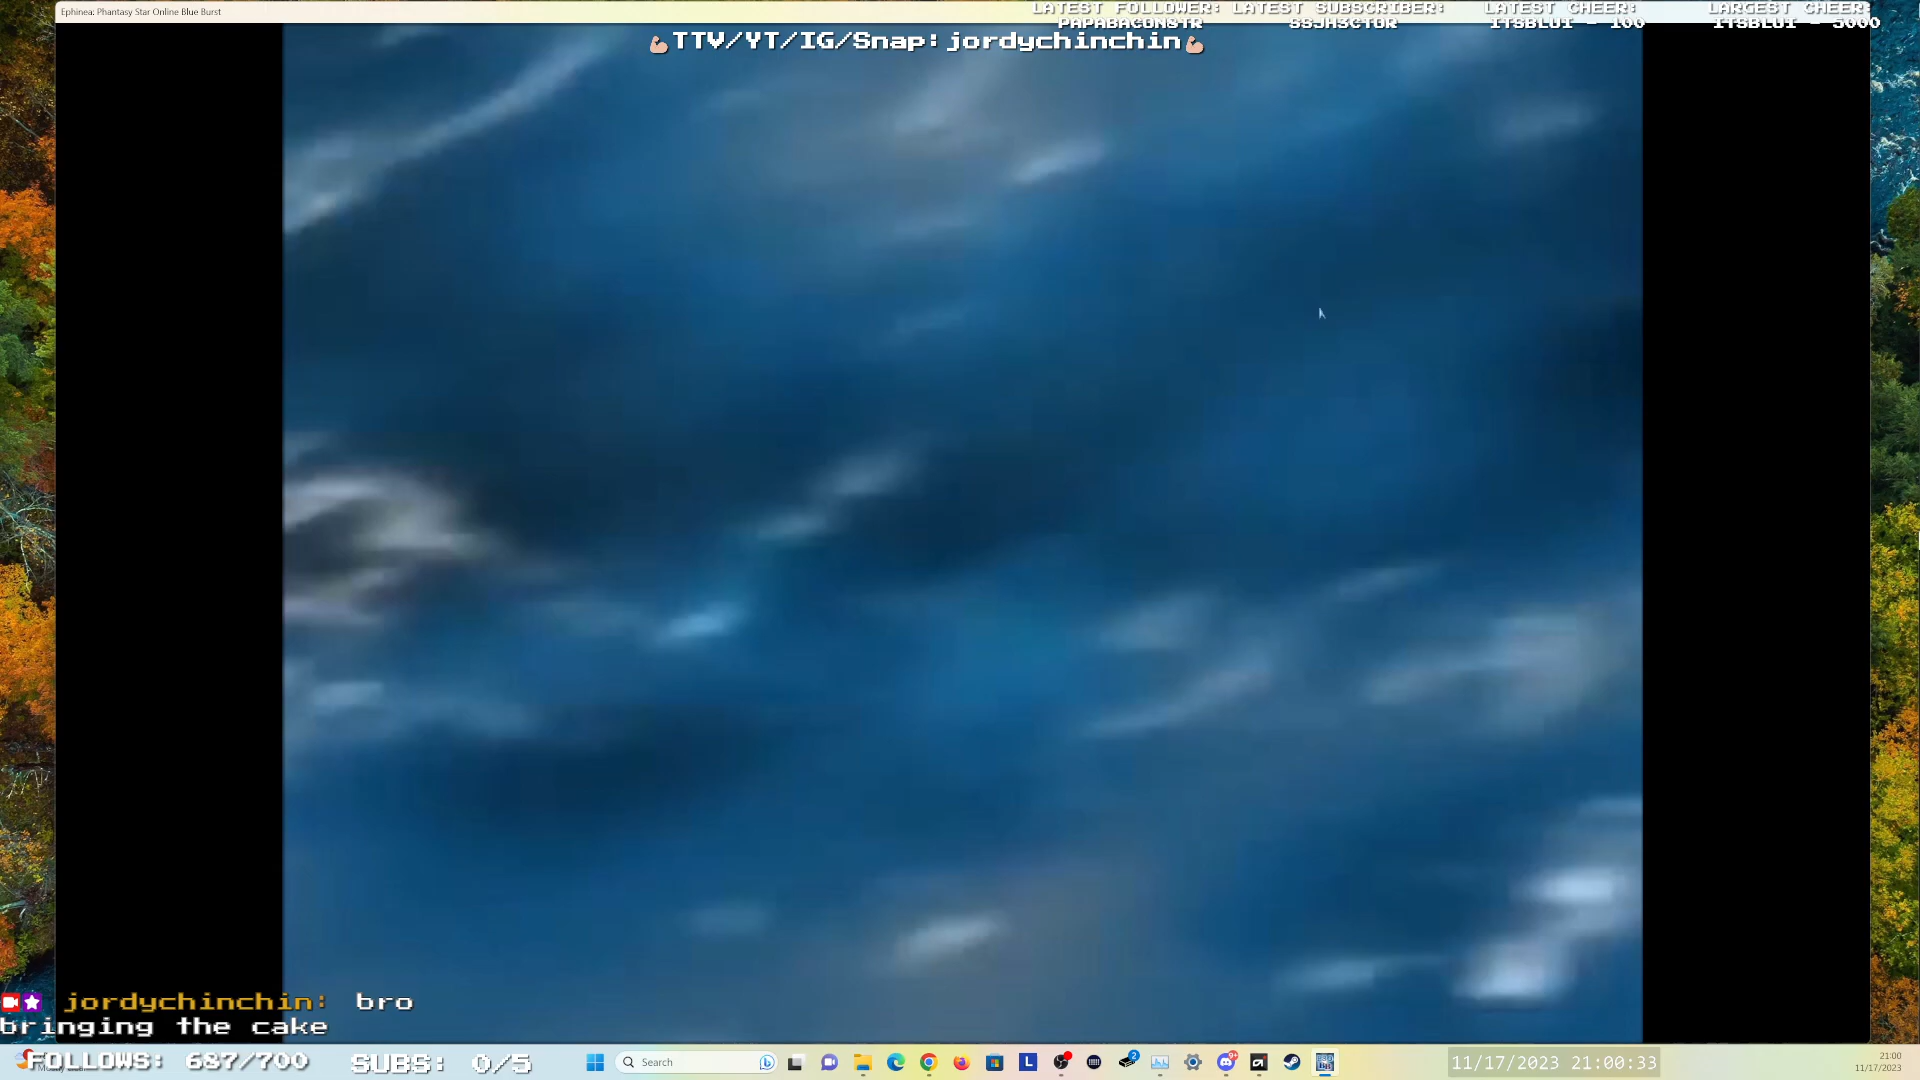 Ephinea: Phantasy Star Online Blue Burst
LATEST FOLLOWER: LATEST SUBSCRIBER: LATEST CHEER: LARGEST CHEER:
PAPABACONSTR SSJH3CTOR ITSBLUI - 100 ITSBLUI - 5000
TTV/YT/IG/Snap: jordychinchin
jordychinchin: bro
bringing the cake
FOLLOWS: 687/700 SUBS: 0/5
Search
11/17/2023 21:00:33
21:00
11/17/2023